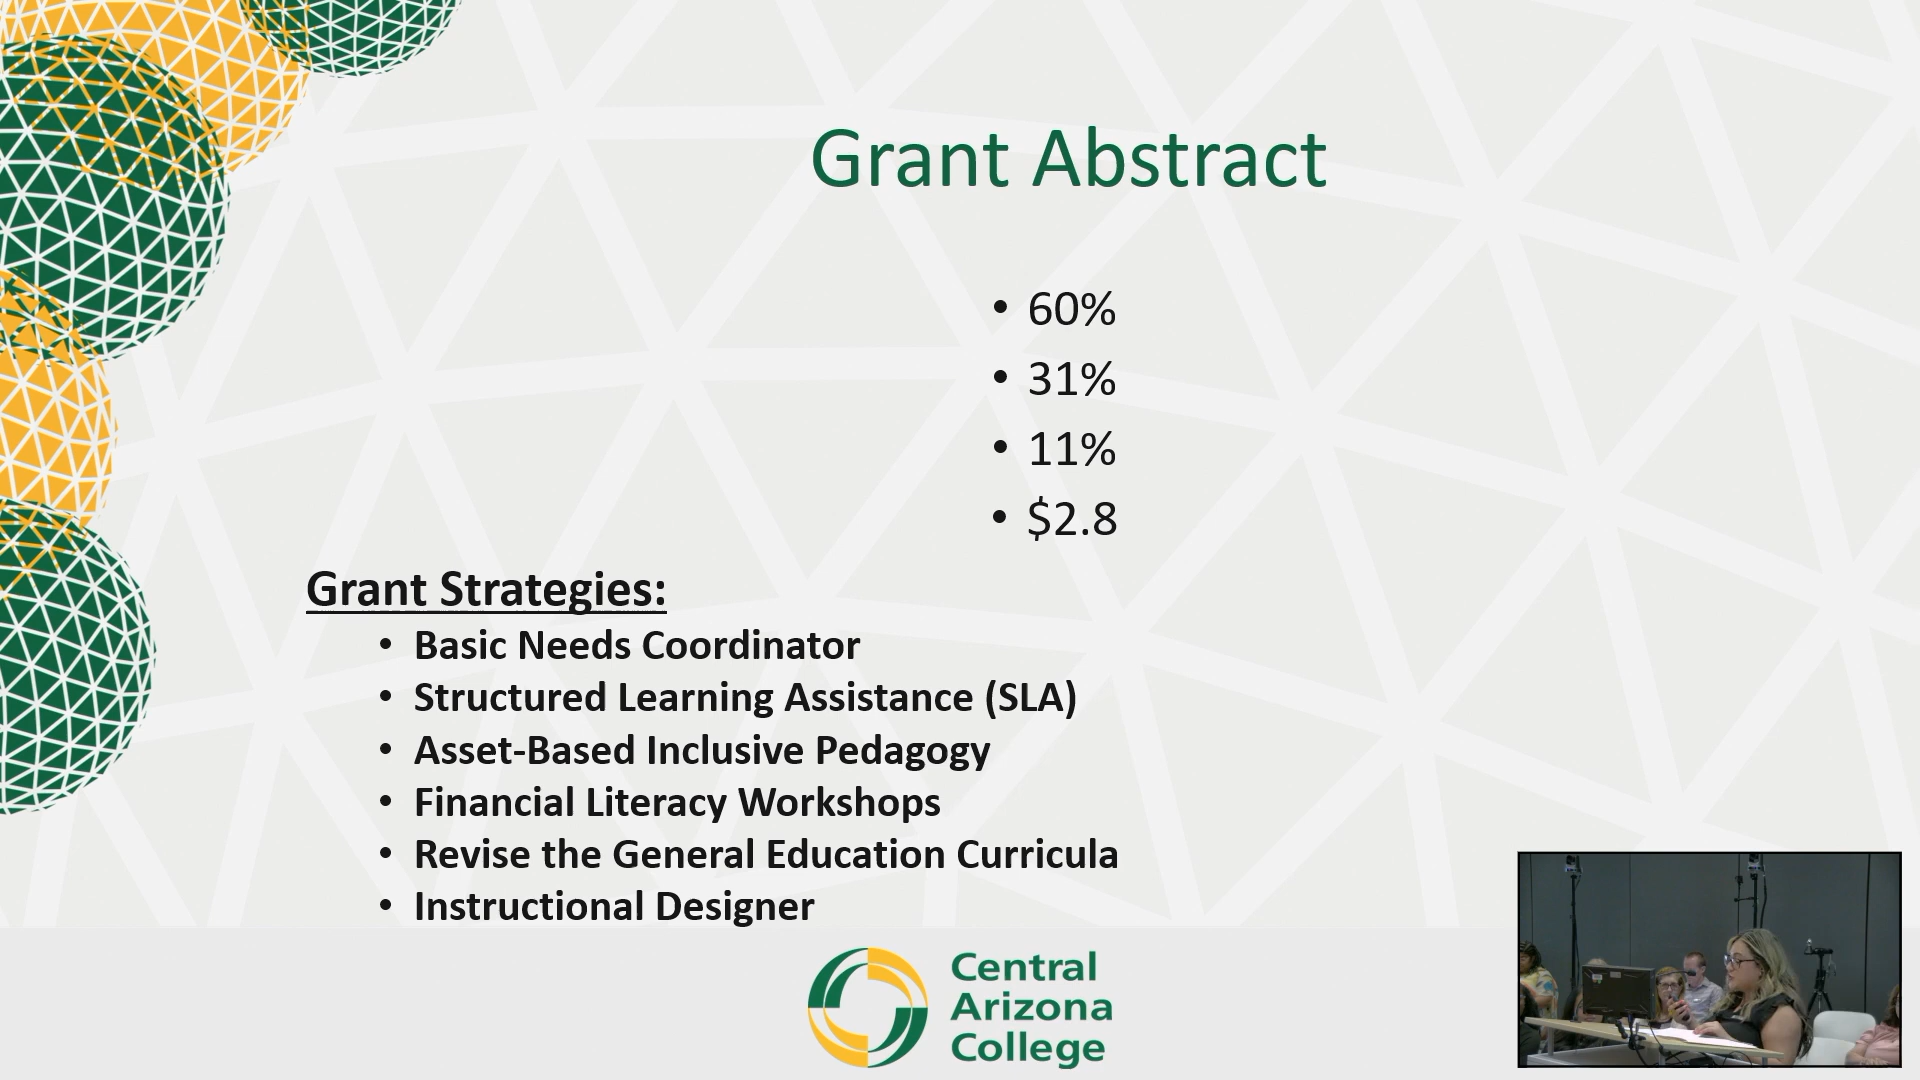 Grant Abstract
• 60%
• 31%
• 11%
• $2.8
Grant Strategies:
• Basic Needs Coordinator
• Structured Learning Assistance (SLA)
• Asset-Based Inclusive Pedagogy
• Financial Literacy Workshops
• Revise the General Education Curricula
• Instructional Designer
Central
Arizona
College